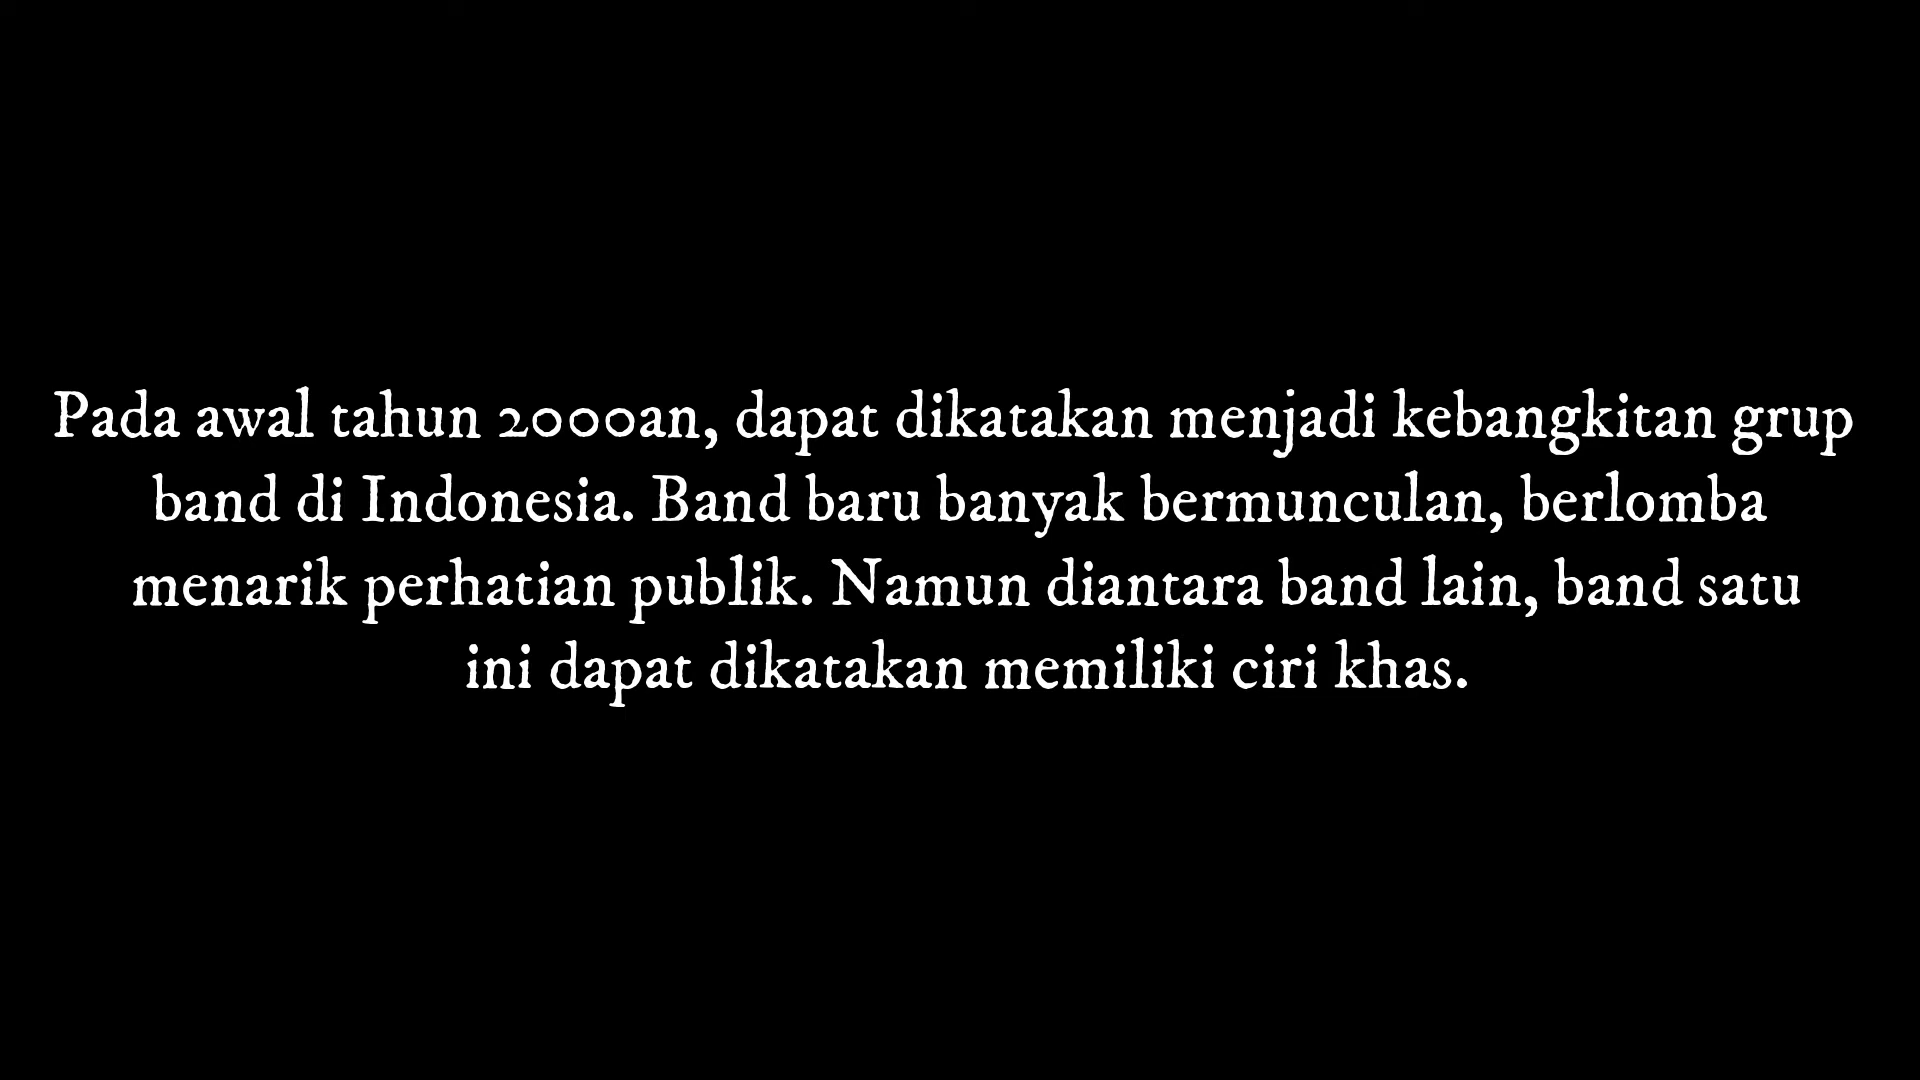 Pada awal tahun 2000an, dapat dikatakan menjadi kebangkitan grup
band di Indonesia. Band baru banyak bermunculan, berlomba
menarik perhatian publik. Namun diantara band lain, band satu
ini dapat dikatakan memiliki ciri khas.